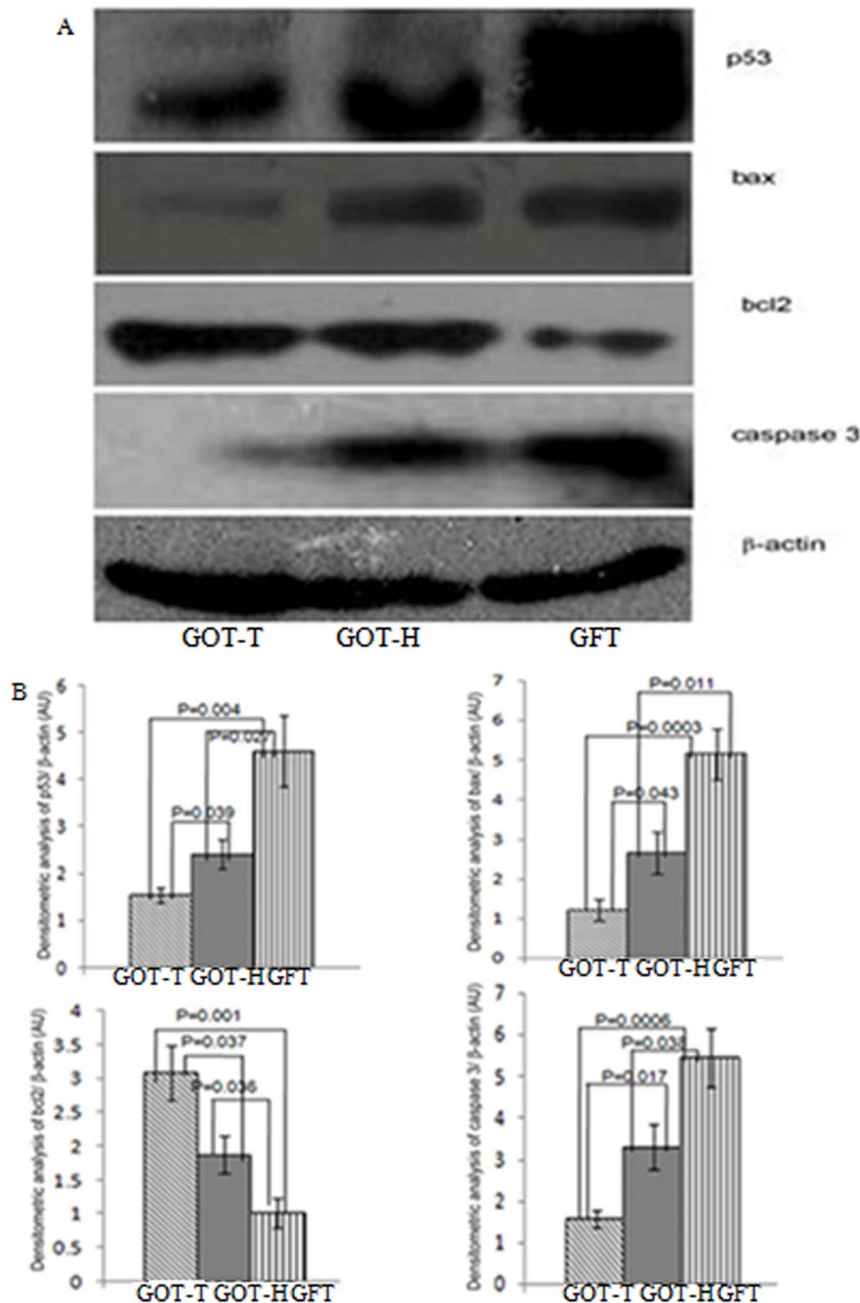 A
p53
bax
bcl2
caspase 3
β-actin
GOT-T GOT-H GFT
B
Densitometric analysis of p53/ β-actin (AU)
6
5
4
3
2
1
0
P=0.004
P=0.027
P=0.039
GOT-T GOT-H GFT
Densitometric analysis of bax/ β-actin (AU)
7
6
5
4
3
2
1
0
P=0.011
P=0.0003
P=0.043
GOT-T GOT-H GFT
Densitometric analysis of bcl2/ β-actin (AU)
4
3.5
3
2.5
2
1.5
1
0.5
0
P=0.001
P=0.037
P=0.036
GOT-T GOT-H GFT
Densitometric analysis of caspase 3/ β-actin (AU)
7
6
5
4
3
2
1
0
P=0.0006
P=0.038
P=0.017
GOT-T GOT-H GFT